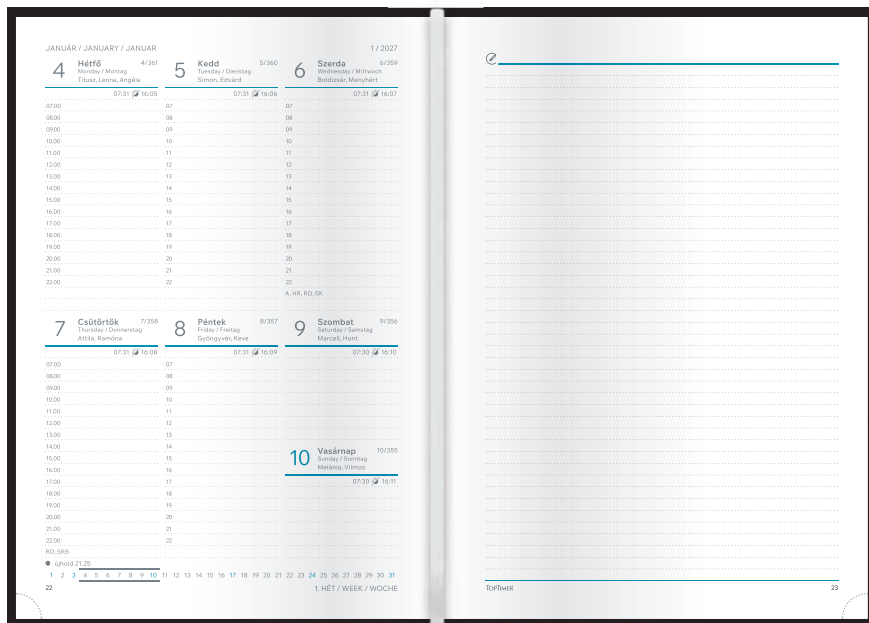 JANUÁR / JANUARY / JANUAR
1 / 2027
4
Hétfő
4/361
Monday / Montag
Titusz, Leona, Angéla
07:31 16:05
5
Kedd
5/360
Tuesday / Dienstag
Simon, Edvárd
07:31 16:06
6
Szerda
6/359
Wednesday / Mittwoch
Boldizsár, Menyhért
07:31 16:07
07.00 07 07
08.00 08 08
09.00 09 09
10.00 10 10
11.00 11 11
12.00 12 12
13.00 13 13
14.00 14 14
15.00 15 15
16.00 16 16
17.00 17 17
18.00 18 18
19.00 19 19
20.00 20 20
21.00 21 21
22.00 22 22
A, HR, RO, SK
7
Csütörtök
7/358
Thursday / Donnerstag
Attila, Ramóna
07:31 16:08
8
Péntek
8/357
Friday / Freitag
Gyöngyvér, Keve
07:31 16:09
9
Szombat
9/356
Saturday / Samstag
Marcell, Hont
07:30 16:10
07.00 07
08.00 08
09.00 09
10.00 10
11.00 11
12.00 12
13.00 13
14.00 14
15.00 15
16.00 16
17.00 17
18.00 18
19.00 19
20.00 20
21.00 21
22.00 22
10
Vasárnap
10/355
Sunday / Sonntag
Melánia, Vilmos
07:30 16:11
RO, SRB
újhold 21.25
1 2 3 4 5 6 7 8 9 10 11 12 13 14 15 16 17 18 19 20 21 22 23 24 25 26 27 28 29 30 31
22
1. HÉT / WEEK / WOCHE
TOPTIMER
23